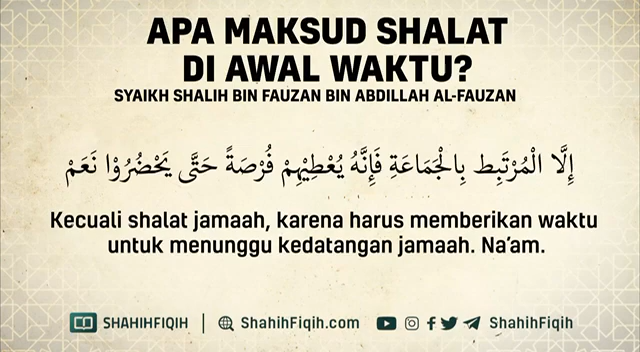 APA MAKSUD SHALAT
DI AWAL WAKTU?
SYAIKH SHALIH BIN FAUZAN BIN ABDILLAH AL-FAUZAN
إِلَّا الْمُرْتَبِط بِالْجَمَاعَةِ فَإِنَّهُ يُعْطِيْهِمْ فُرْصَةً حَتَّى يَحْضُرُوْا نَعَمْ
Kecuali shalat jamaah, karena harus memberikan waktu
untuk menunggu kedatangan jamaah. Na'am.
SHAHIHFIQIH | ShahihFiqih.com ShahihFiqih